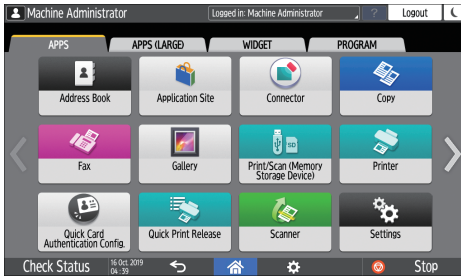 Machine Administrator
Logged in: Machine Administrator
?
Logout
APPS
APPS (LARGE)
WIDGET
PROGRAM
Address Book
Application Site
Connector
Copy
Fax
Gallery
SD
Print/Scan (Memory
Storage Device)
Printer
Quick Card
Authentication Config.
Quick Print Release
Scanner
Settings
Check Status
16 Oct. 2019
04 : 39
Stop